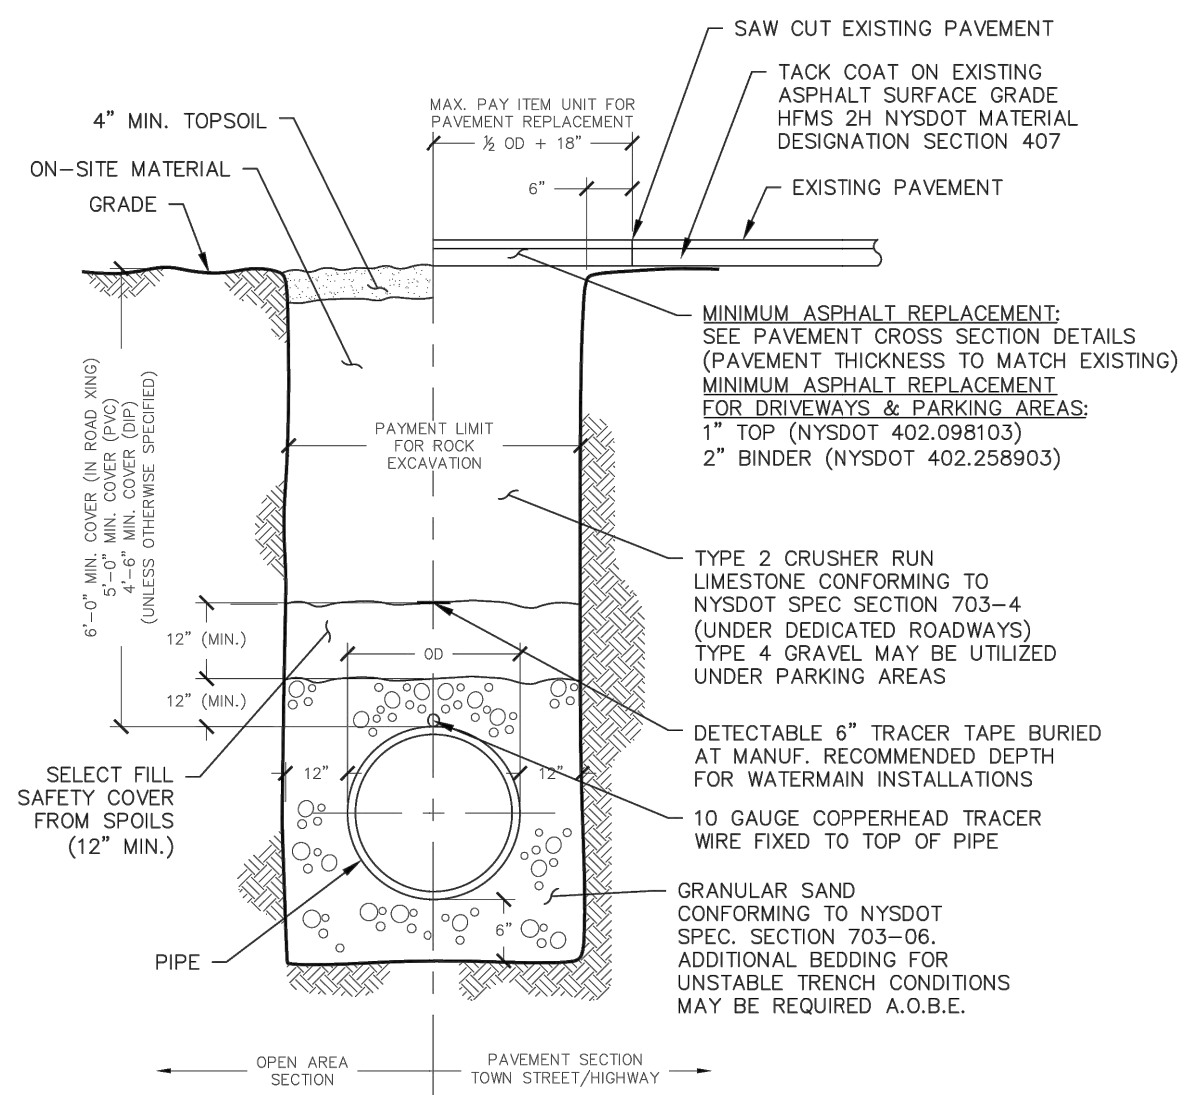 SAW CUT EXISTING PAVEMENT
TACK COAT ON EXISTING
ASPHALT SURFACE GRADE
HFMS 2H NYSDOT MATERIAL
DESIGNATION SECTION 407
MAX. PAY ITEM UNIT FOR
PAVEMENT REPLACEMENT
½ OD + 18"
6"
4" MIN. TOPSOIL
ON-SITE MATERIAL
GRADE
EXISTING PAVEMENT
MINIMUM ASPHALT REPLACEMENT:
SEE PAVEMENT CROSS SECTION DETAILS
(PAVEMENT THICKNESS TO MATCH EXISTING)
MINIMUM ASPHALT REPLACEMENT
FOR DRIVEWAYS & PARKING AREAS:
1" TOP (NYSDOT 402.098103)
2" BINDER (NYSDOT 402.258903)
PAYMENT LIMIT
FOR ROCK
EXCAVATION
6'-0" MIN. COVER (IN ROAD XING)
5'-0" MIN. COVER (PVC)
4'-6" MIN. COVER (DIP)
(UNLESS OTHERWISE SPECIFIED)
TYPE 2 CRUSHER RUN
LIMESTONE CONFORMING TO
NYSDOT SPEC SECTION 703-4
(UNDER DEDICATED ROADWAYS)
TYPE 4 GRAVEL MAY BE UTILIZED
UNDER PARKING AREAS
12" (MIN.)
OD
12" (MIN.)
DETECTABLE 6" TRACER TAPE BURIED
AT MANUF. RECOMMENDED DEPTH
FOR WATERMAIN INSTALLATIONS
SELECT FILL
SAFETY COVER
FROM SPOILS
(12" MIN.)
12"
12"
10 GAUGE COPPERHEAD TRACER
WIRE FIXED TO TOP OF PIPE
GRANULAR SAND
CONFORMING TO NYSDOT
SPEC. SECTION 703-06.
ADDITIONAL BEDDING FOR
UNSTABLE TRENCH CONDITIONS
MAY BE REQUIRED A.O.B.E.
6"
PIPE
OPEN AREA
SECTION
PAVEMENT SECTION
TOWN STREET/HIGHWAY